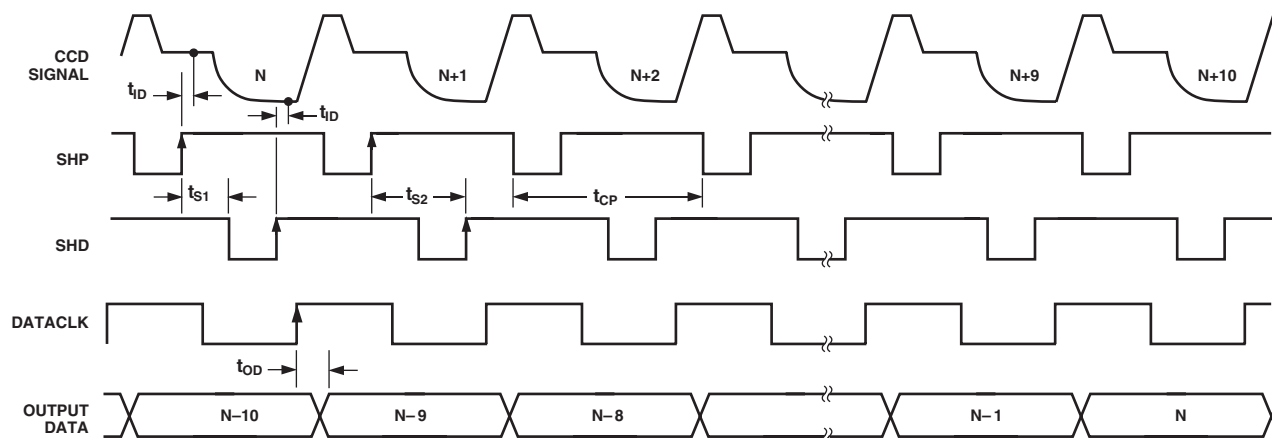 CCD
SIGNAL
N
N+1
N+2
N+9
N+10
tID
tID
SHP
tS1
tS2
tCP
SHD
DATACLK
tOD
OUTPUT
DATA
N–10
N–9
N–8
N–1
N